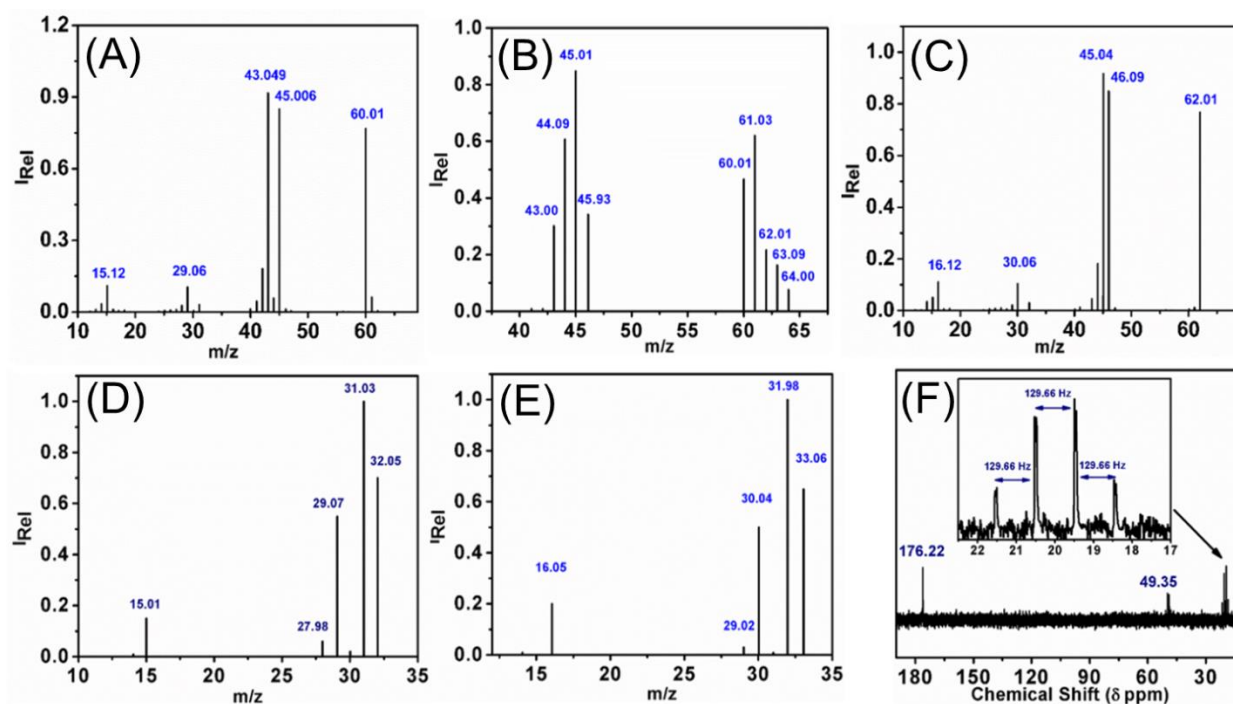 (A)
1.2
0.9
0.6
0.3
0.0
IRel
43.049
45.006
60.01
15.12
29.06
10 20 30 40 50 60
m/z
(B)
1.0
0.8
0.6
0.4
0.2
0.0
IRel
45.01
44.09
61.03
60.01
43.00
45.93
62.01
63.09
64.00
40 45 50 55 60 65
m/z
(C)
1.0
0.8
0.6
0.4
0.2
0.0
IRel
45.04
46.09
62.01
16.12
30.06
10 20 30 40 50 60
m/z
(D)
1.0
0.8
0.6
0.4
0.2
0.0
IRel
31.03
32.05
29.07
15.01
27.98
10 15 20 25 30 35
m/z
(E)
1.0
0.8
0.6
0.4
0.2
0.0
IRel
31.98
33.06
30.04
16.05
29.02
10 15 20 25 30 35
m/z
(F)
129.66 Hz
129.66 Hz
129.66 Hz
22 21 20 19 18 17
176.22
49.35
180 150 120 90 60 30
Chemical Shift (δ ppm)